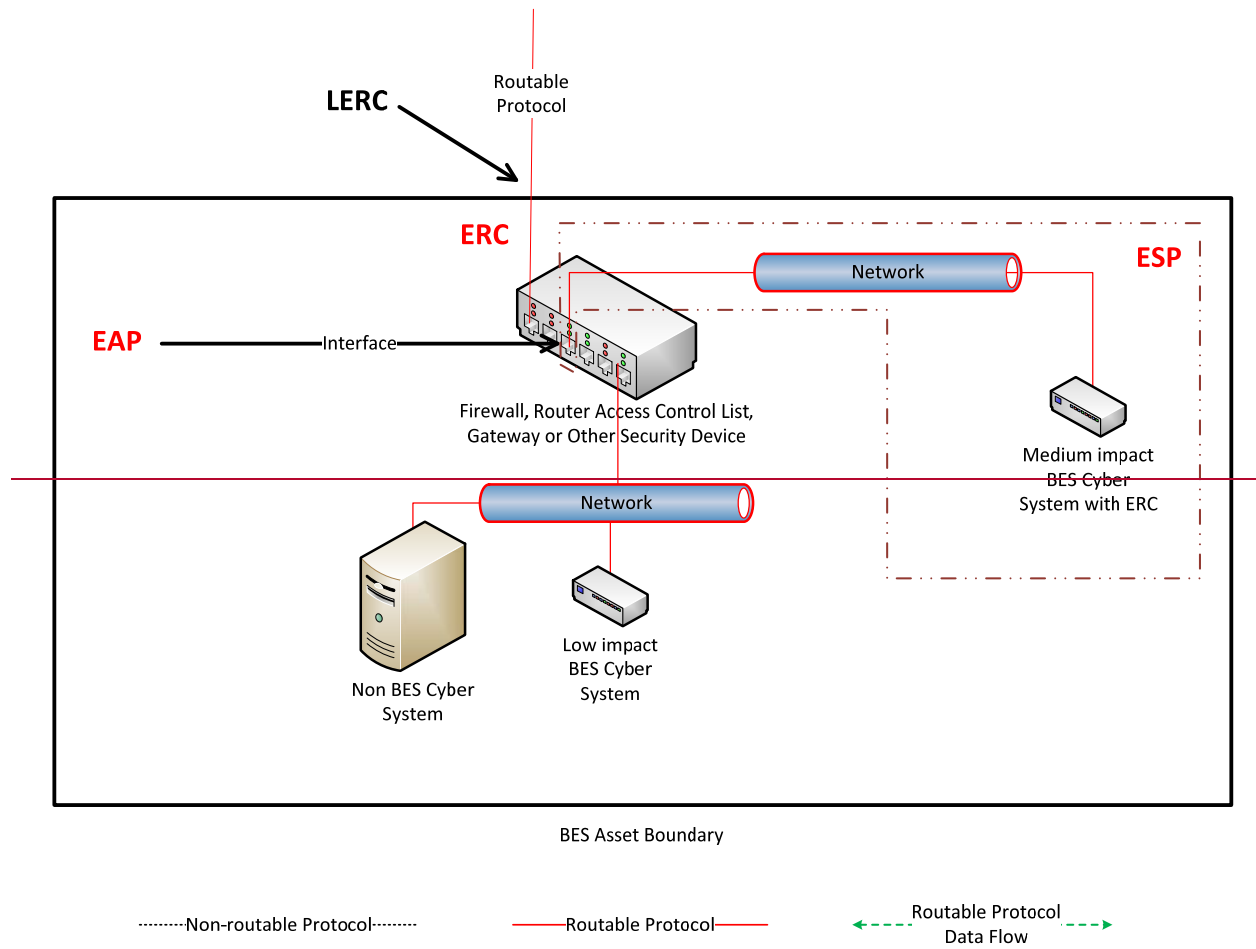 Routable
Protocol
LERC
ERC
Network
ESP
EAP
Interface
Firewall, Router Access Control List,
Gateway or Other Security Device
Medium impact
BES Cyber
System with ERC
Network
Low impact
BES Cyber
System
Non BES Cyber
System
BES Asset Boundary
Non-routable Protocol
Routable Protocol
Routable Protocol
Data Flow